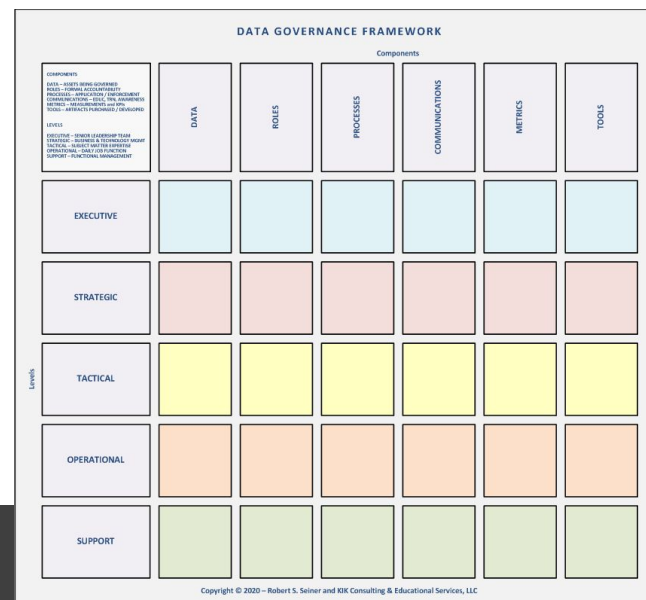 DATA GOVERNANCE FRAMEWORK
Components
COMPONENTS
DATA – ASSETS BEING GOVERNED
ROLES – FORMAL ACCOUNTABILITY
PROCESSES – APPLICATION / ENFORCEMENT
COMMUNICATIONS – EDUC, TRN, AWARENESS
METRICS – MEASUREMENTS and KPIs
TOOLS – ARTIFACTS PURCHASED / DEVELOPED
LEVELS
EXECUTIVE – SENIOR LEADERSHIP TEAM
STRATEGIC – BUSINESS & TECHNOLOGY MGMT
TACTICAL – SUBJECT MATTER EXPERTISE
OPERATIONAL – DAILY JOB FUNCTION
SUPPORT – FUNCTIONAL MANAGEMENT
DATA
ROLES
PROCESSES
COMMUNICATIONS
METRICS
TOOLS
Levels
EXECUTIVE
STRATEGIC
TACTICAL
OPERATIONAL
SUPPORT
Copyright © 2020 – Robert S. Seiner and KIK Consulting & Educational Services, LLC